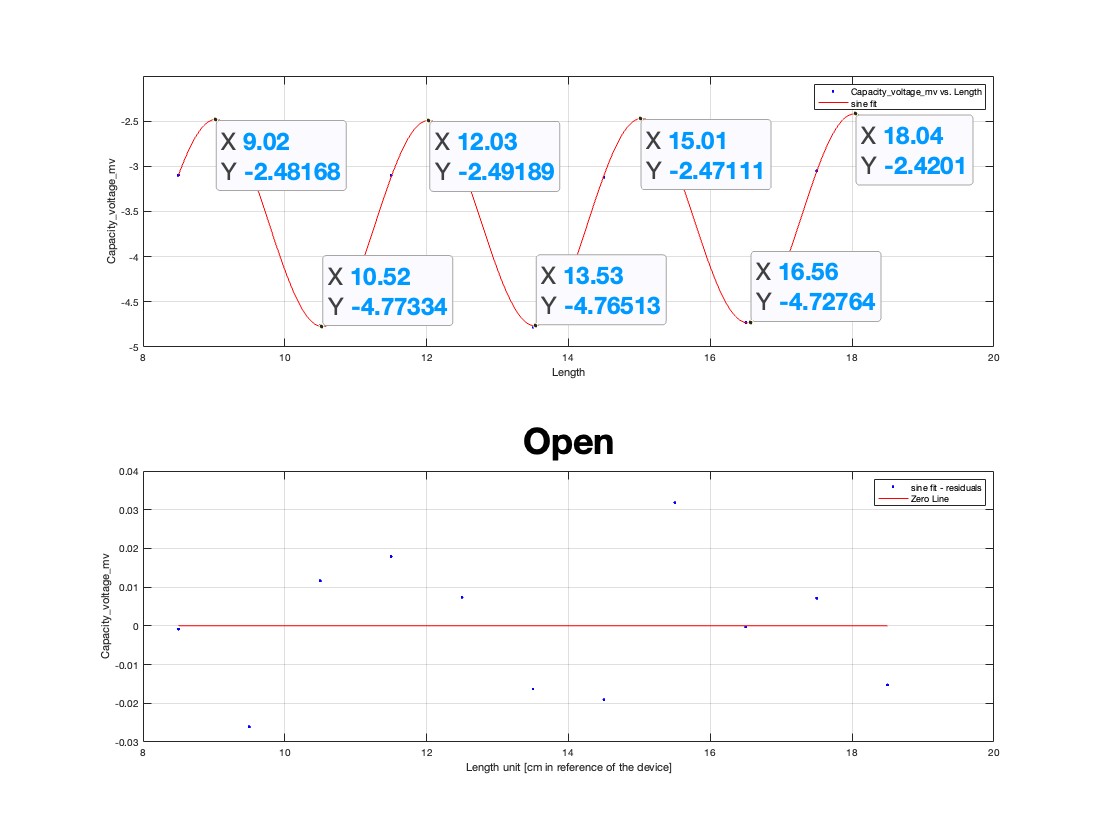 Capacity_voltage_mv vs. Length
sine fit
X 9.02
Y -2.48168
X 12.03
Y -2.49189
X 15.01
Y -2.47111
X 18.04
Y -2.4201
X 10.52
Y -4.77334
X 13.53
Y -4.76513
X 16.56
Y -4.72764
Capacity_voltage_mv
-2.5
-3
-3.5
-4
-4.5
-5
8 10 12 14 16 18 20
Length
Open
sine fit - residuals
Zero Line
Capacity_voltage_mv
0.04
0.03
0.02
0.01
0
-0.01
-0.02
-0.03
8 10 12 14 16 18 20
Length unit [cm in reference of the device]